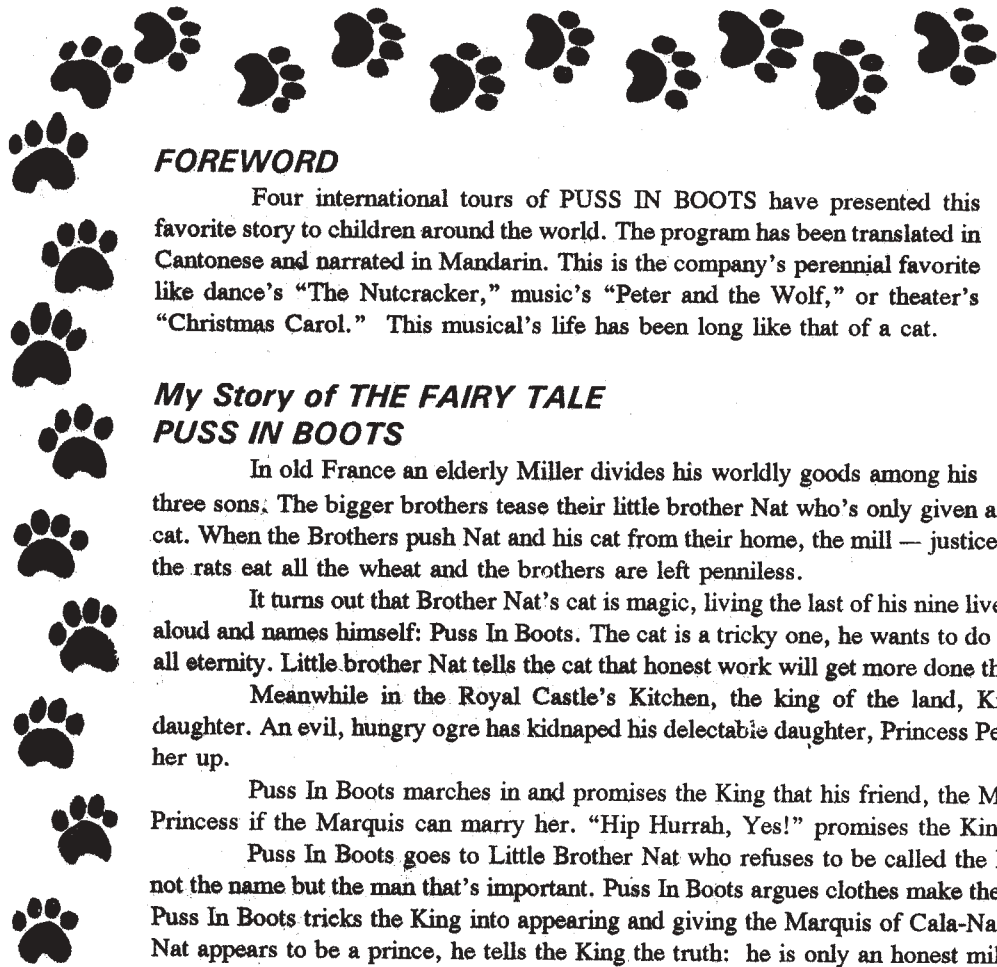 FOREWORD
Four international tours of PUSS IN BOOTS have presented this
favorite story to children around the world. The program has been translated in
Cantonese and narrated in Mandarin. This is the company's perennial favorite
like dance's “The Nutcracker,” music's “Peter and the Wolf,” or theater's
“Christmas Carol.” This musical's life has been long like that of a cat.
My Story of THE FAIRY TALE
PUSS IN BOOTS
In old France an elderly Miller divides his worldly goods among his
three sons. The bigger brothers tease their little brother Nat who's only given a
cat. When the Brothers push Nat and his cat from their home, the mill — justice
the rats eat all the wheat and the brothers are left penniless.
It turns out that Brother Nat's cat is magic, living the last of his nine
aloud and names himself: Puss In Boots. The cat is a tricky one, he wants to do
all eternity. Little brother Nat tells the cat that honest work will get more done
Meanwhile in the Royal Castle's Kitchen, the king of the land,
daughter. An evil, hungry ogre has kidnaped his delectable daughter, Princess
her up.
Puss In Boots marches in and promises the King that his friend, the
Princess if the Marquis can marry her. “Hip Hurrah, Yes!” promises the
Puss In Boots goes to Little Brother Nat who refuses to be called the
not the name but the man that's important. Puss In Boots argues clothes make the
Puss In Boots tricks the King into appearing and giving the Marquis of
Nat appears to be a prince, he tells the King the truth: he is only an honest